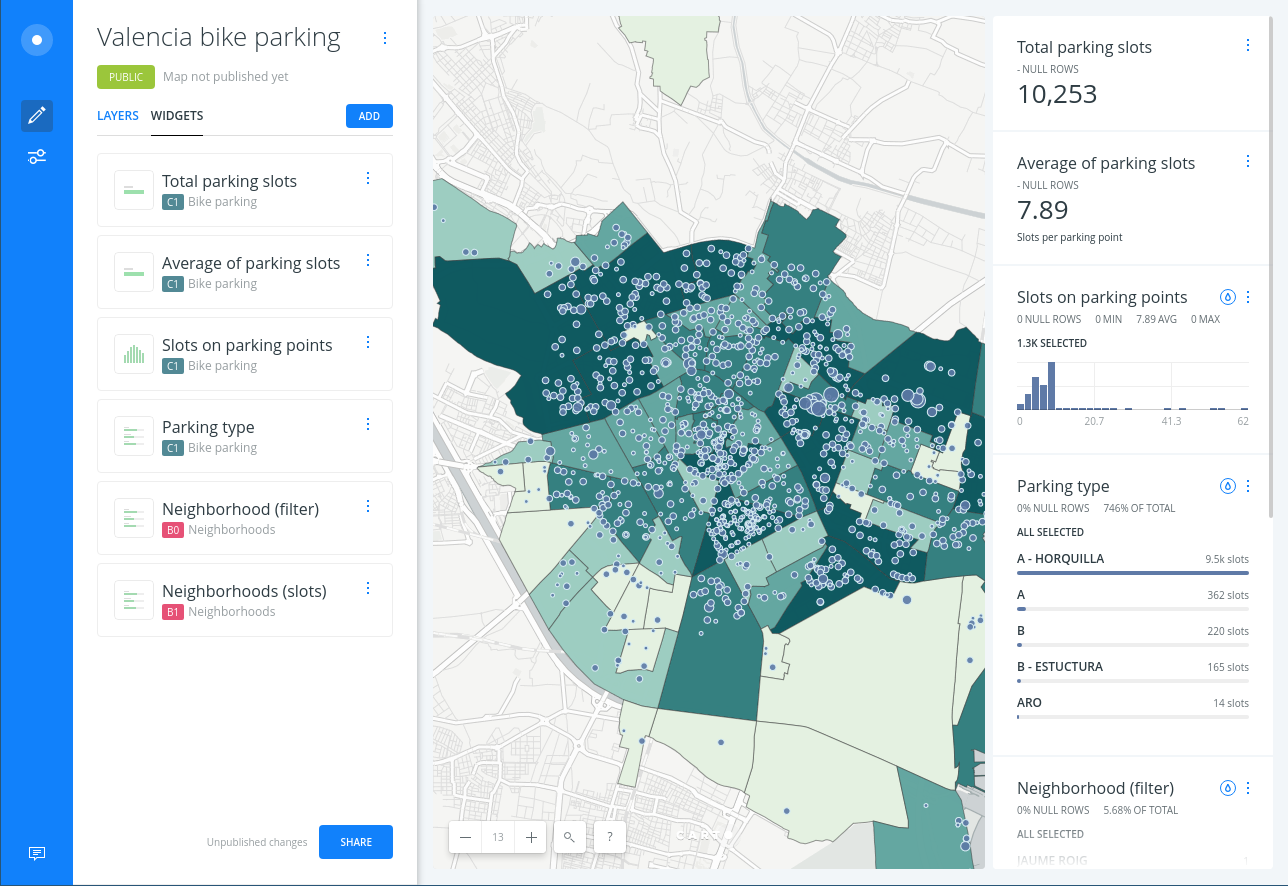 Valencia bike parking
PUBLIC Map not published yet
LAYERS WIDGETS ADD
Total parking slots
C1 Bike parking
Average of parking slots
C1 Bike parking
Slots on parking points
C1 Bike parking
Parking type
C1 Bike parking
Neighborhood (filter)
B0 Neighborhoods
Neighborhoods (slots)
B1 Neighborhoods
Unpublished changes SHARE
13
?
CART
Total parking slots
- NULL ROWS
10,253
Average of parking slots
- NULL ROWS
7.89
Slots per parking point
Slots on parking points
0 NULL ROWS 0 MIN 7.89 AVG 0 MAX
1.3K SELECTED
0 20.7 41.3 62
Parking type
0% NULL ROWS 746% OF TOTAL
ALL SELECTED
A - HORQUILLA 9.5k slots
A 362 slots
B 220 slots
B - ESTUCTURA 165 slots
ARO 14 slots
Neighborhood (filter)
0% NULL ROWS 5.68% OF TOTAL
ALL SELECTED
JAUME ROIG 1